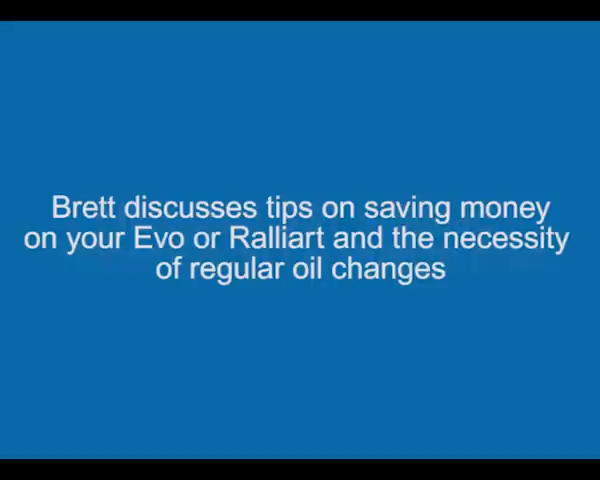 Brett discusses tips on saving money
on your Evo or Ralliart and the necessity
of regular oil changes